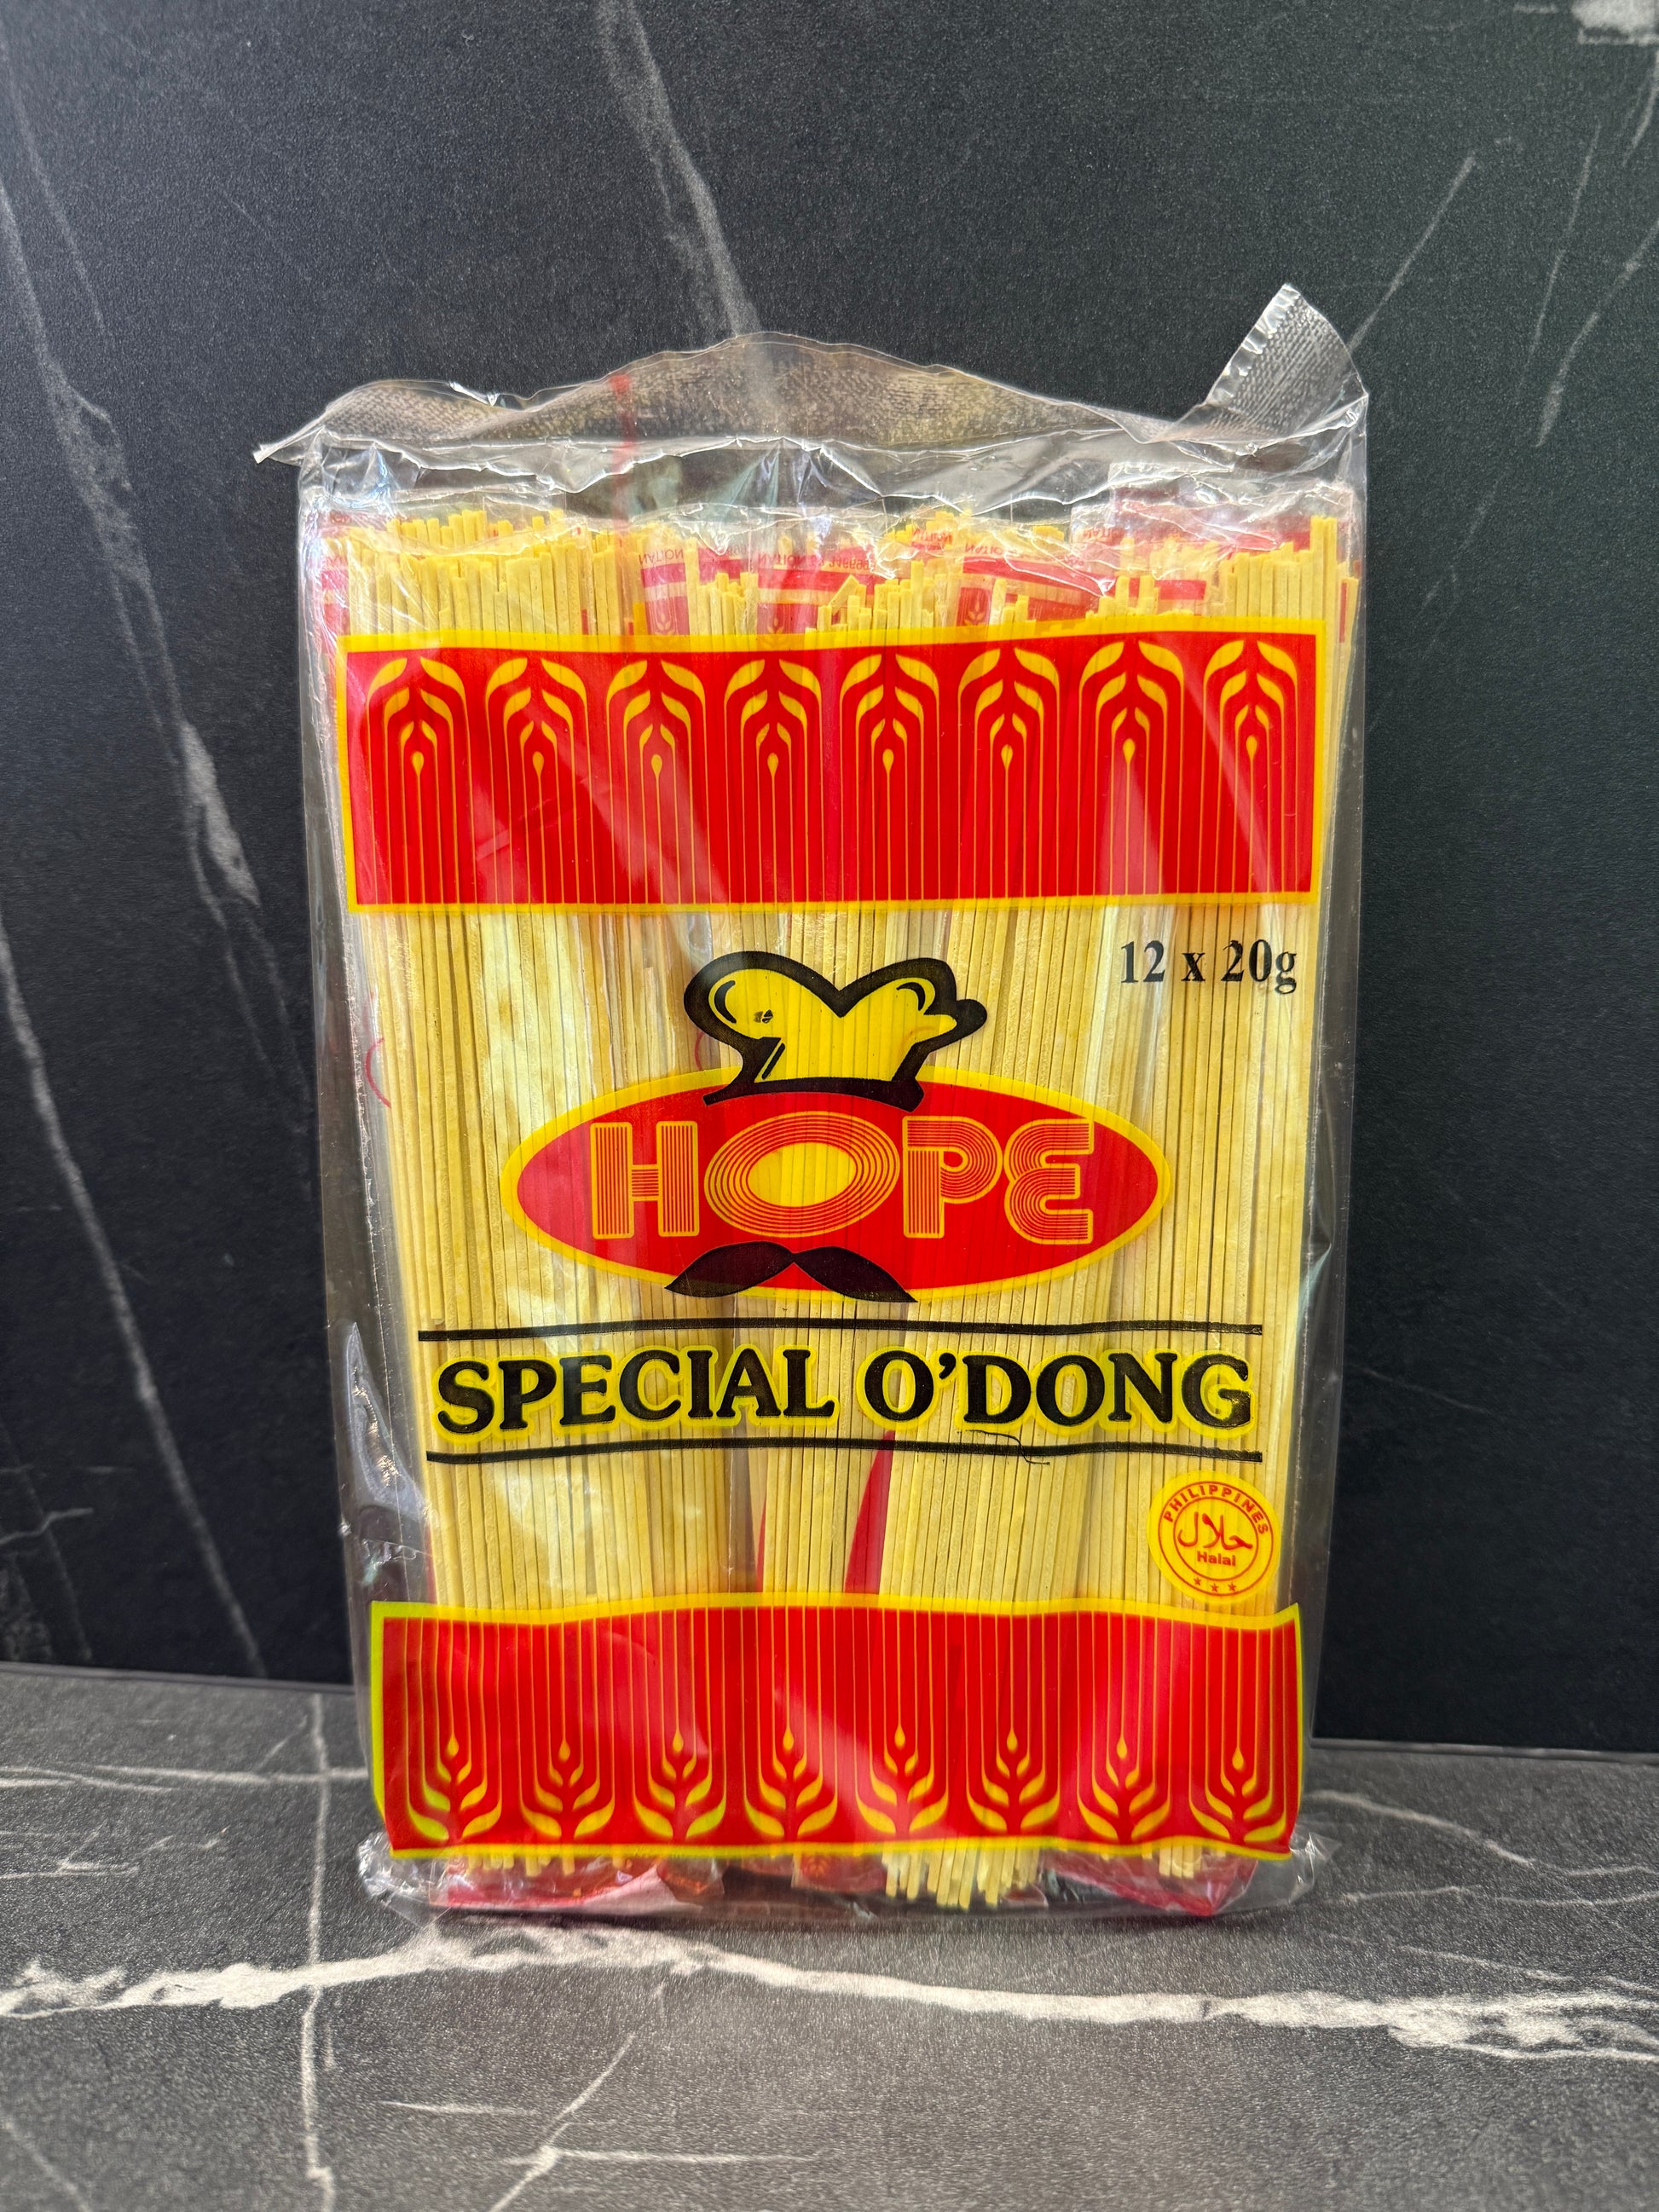 12 x 20g
HOPE
SPECIAL O'DONG
PHILIPPINES
حلال
Halal